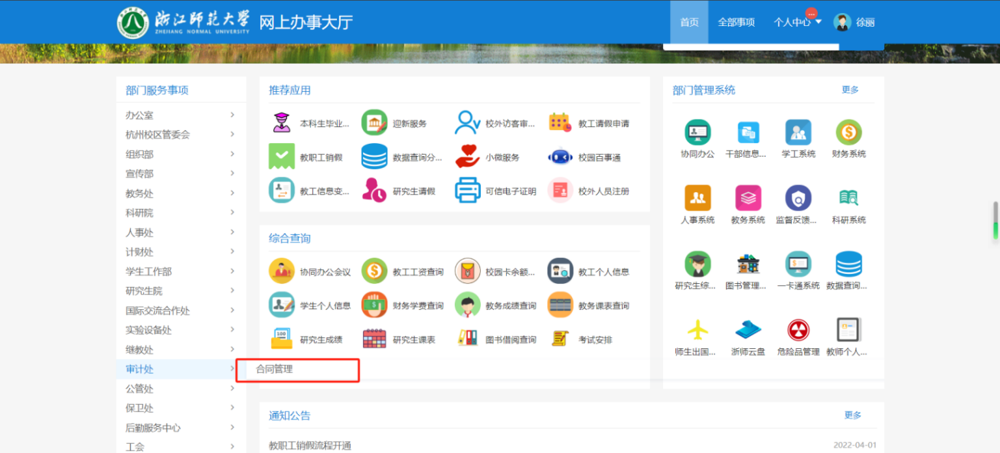 浙江师范大学
ZHEJIANG NORMAL UNIVERSITY
网上办事大厅
首页
全部事项
个人中心
...
徐丽
部门服务事项
办公室
杭州校区管委会
组织部
宣传部
教务处
科研院
人事处
计财处
学生工作部
研究生院
国际交流合作处
实验设备处
继教处
审计处
合同管理
公管处
保卫处
后勤服务中心
工会
推荐应用
本科生毕业...
迎新服务
校外访客审...
教工请假申请
教职工销假
数据查询分...
小微服务
校园百事通
教工信息变...
研究生请假
可信电子证明
校外人员注册
综合查询
协同办公会议
教工工资查询
校园卡余额...
教工个人信息
学生个人信息
财务学费查询
教务成绩查询
教务课表查询
研究生成绩
研究生课表
图书借阅查询
考试安排
部门管理系统
更多
协同办公
干部信息...
学工系统
财务系统
人事系统
教务系统
监督反馈...
科研系统
研究生综...
图书管理...
一卡通系统
数据查询...
师生出国...
浙师云盘
危险品管理
教师个人...
通知公告
更多
教职工销假流程开通
2022-04-01